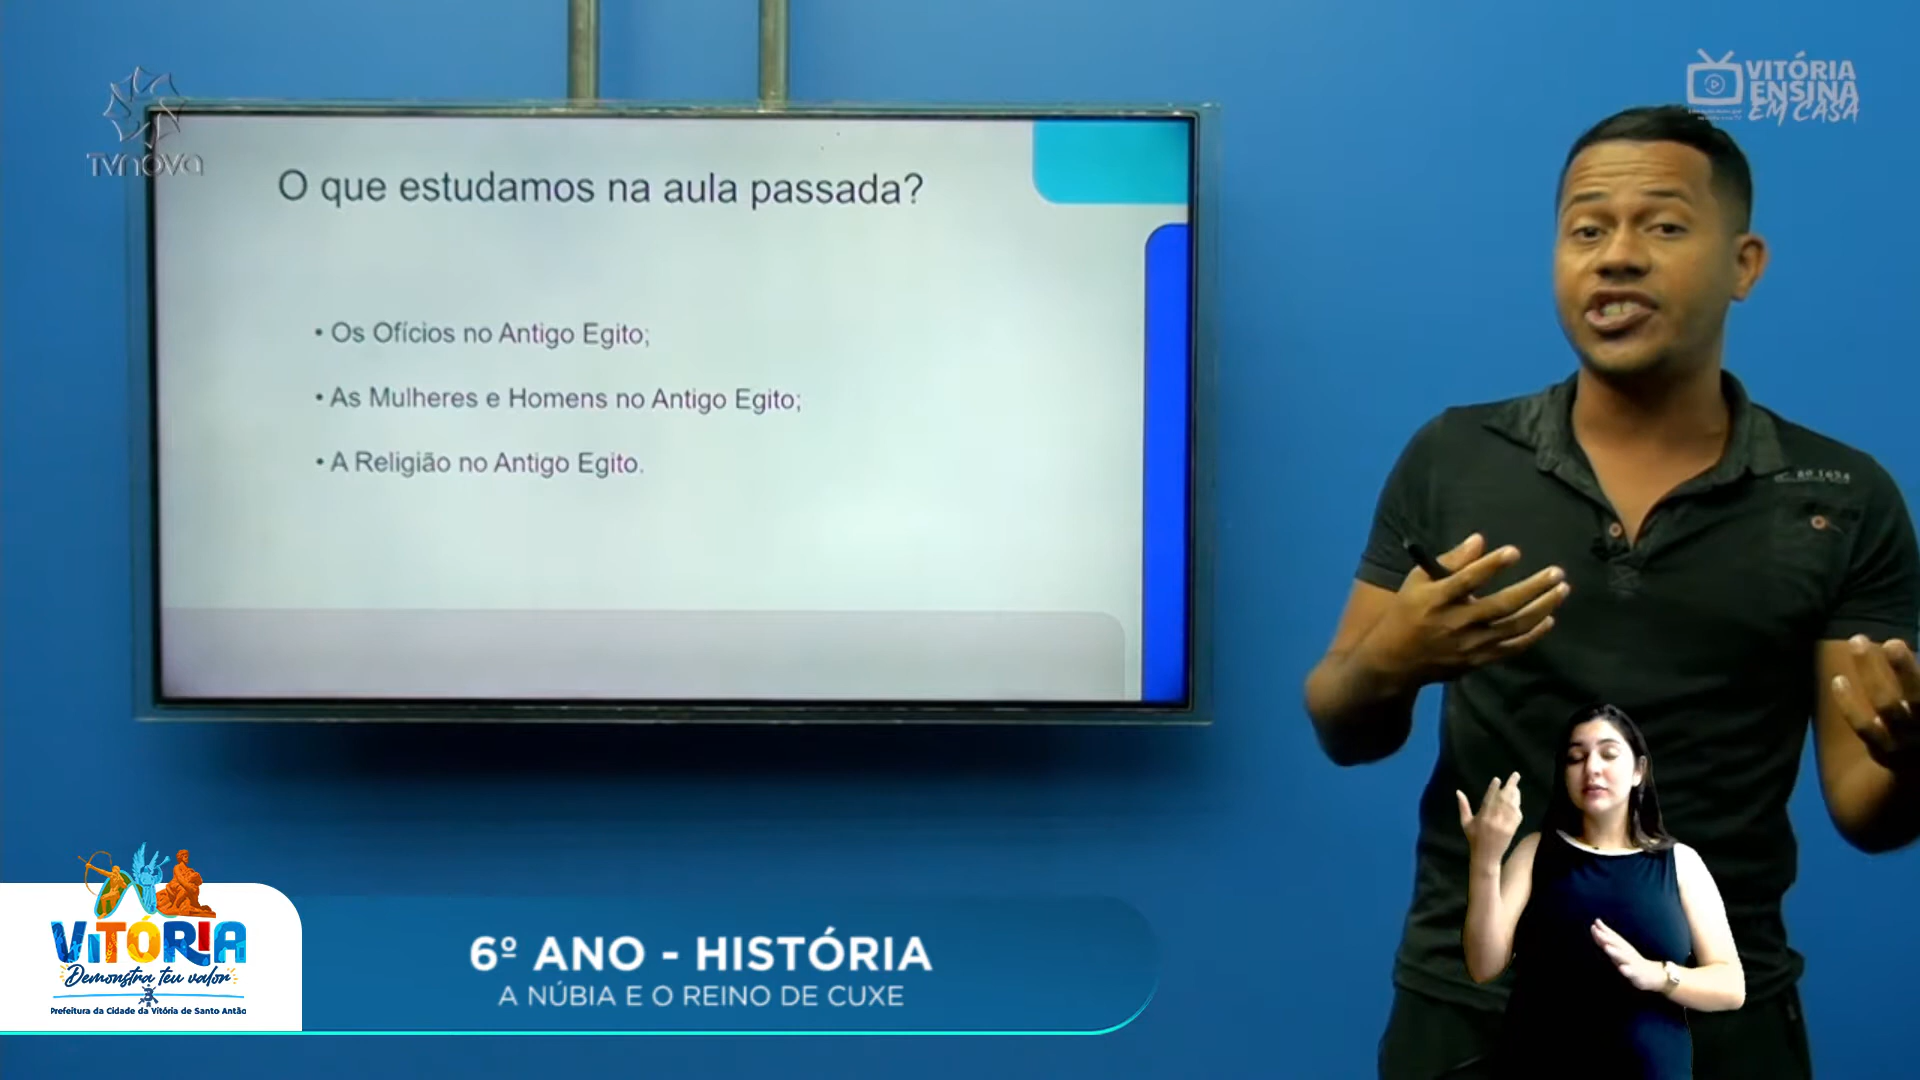 TVNOVA
VITÓRIA
ENSINA
EM CASA
O que estudamos na aula passada?
• Os Ofícios no Antigo Egito;
• As Mulheres e Homens no Antigo Egito;
• A Religião no Antigo Egito.
VITÓRIA
Demonstra teu valor
Prefeitura da Cidade da Vitória de Santo Antão
6º ANO - HISTÓRIA
A NÚBIA E O REINO DE CUXE